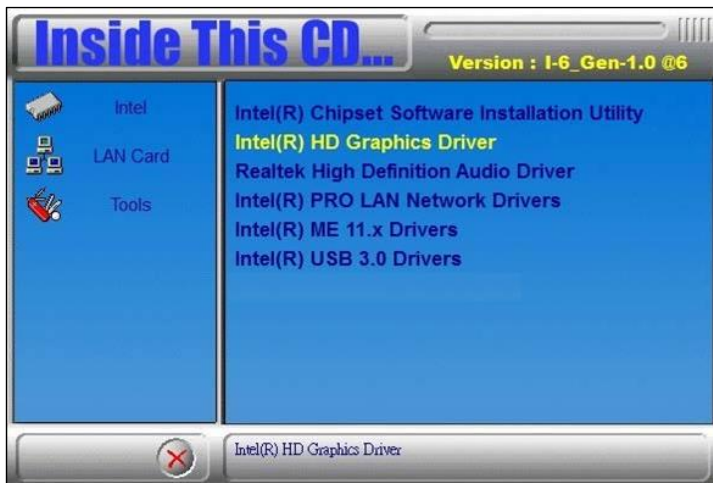 Inside This CD...
Version : I-6_Gen-1.0 @6
Intel
LAN Card
Tools
Intel(R) Chipset Software Installation Utility
Intel(R) HD Graphics Driver
Realtek High Definition Audio Driver
Intel(R) PRO LAN Network Drivers
Intel(R) ME 11.x Drivers
Intel(R) USB 3.0 Drivers
Intel(R) HD Graphics Driver